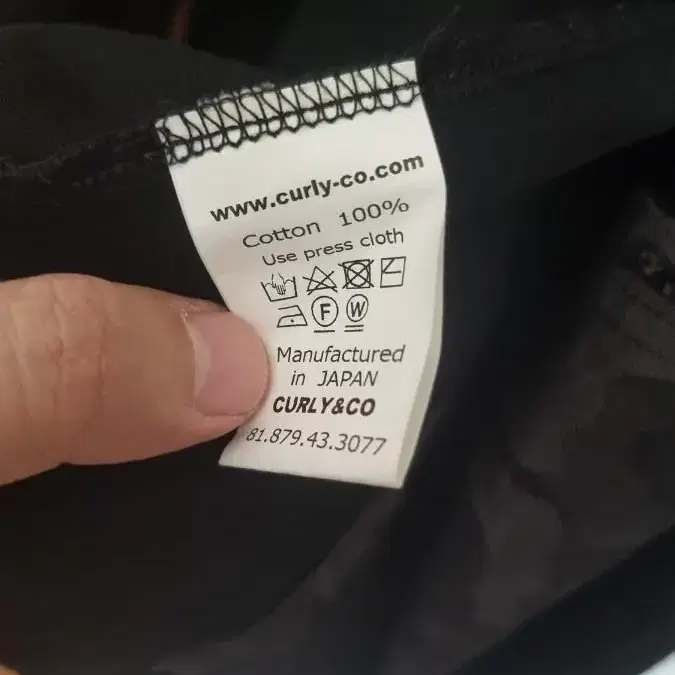 www.curly-co.com
Cotton 100%
Use press cloth
F W
Manufactured
in JAPAN
CURLY&CO
81.879.43.3077